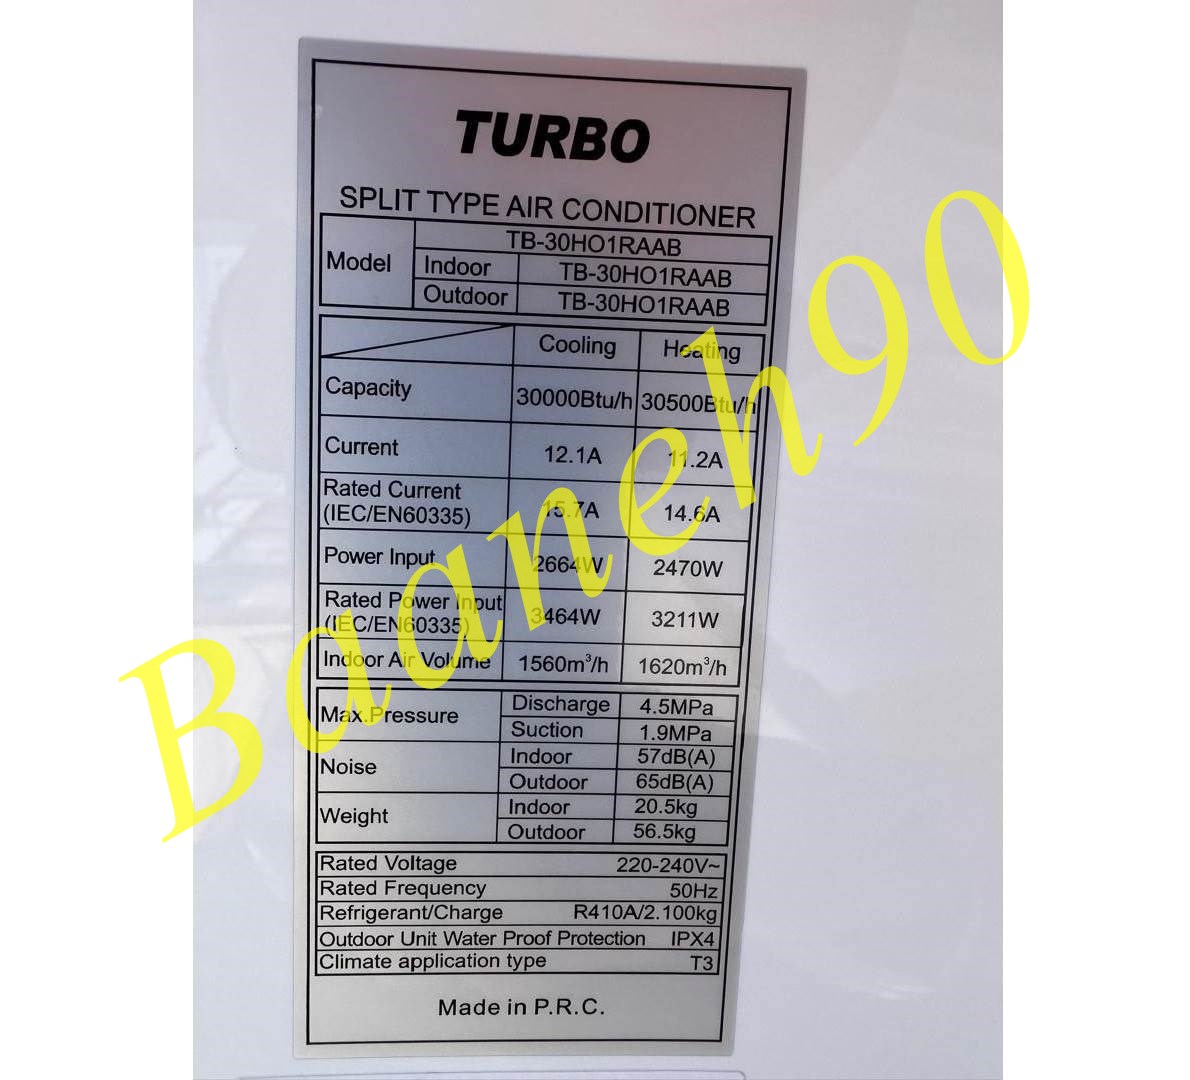 TURBO
SPLIT TYPE AIR CONDITIONER
Model
TB-30HO1RAAB
Indoor TB-30HO1RAAB
Outdoor TB-30HO1RAAB
Cooling Heating
Capacity 30000Btu/h 30500Btu/h
Current 12.1A 11.2A
Rated Current
(IEC/EN60335) 15.7A 14.6A
Power Input 2664W 2470W
Rated Power Input
(IEC/EN60335) 3464W 3211W
Indoor Air Volume 1560m³/h 1620m³/h
Max.Pressure Discharge 4.5MPa
Suction 1.9MPa
Noise Indoor 57dB(A)
Outdoor 65dB(A)
Weight Indoor 20.5kg
Outdoor 56.5kg
Rated Voltage 220-240V~
Rated Frequency 50Hz
Refrigerant/Charge R410A/2.100kg
Outdoor Unit Water Proof Protection IPX4
Climate application type T3
Made in P.R.C.
Baaneh90